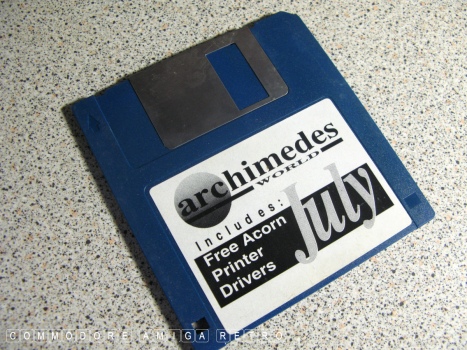 archimedes
WORLD
Includes:
Free Acorn
Printer
Drivers
July
COMMODORE AMIGA RETRO